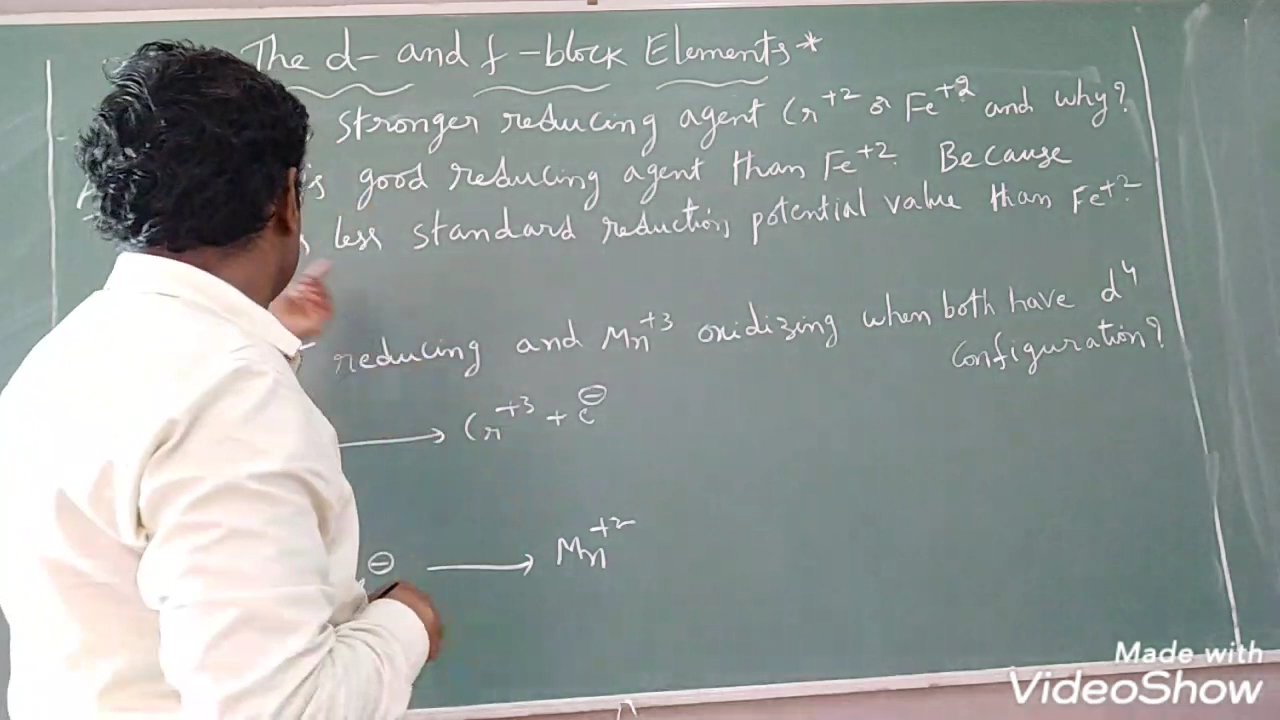 The d- and f-block Elements*
stronger reducing agent Cr+2 or Fe+2 and why?
is good reducing agent than Fe+2. Because
less standard reduction potential value than Fe+2.
reducing and Mn+3 oxidizing when both have d4
Configuration?
⟶ Cr+3 + e⊖
⊖ ⟶ Mn+2
Made with
VideoShow